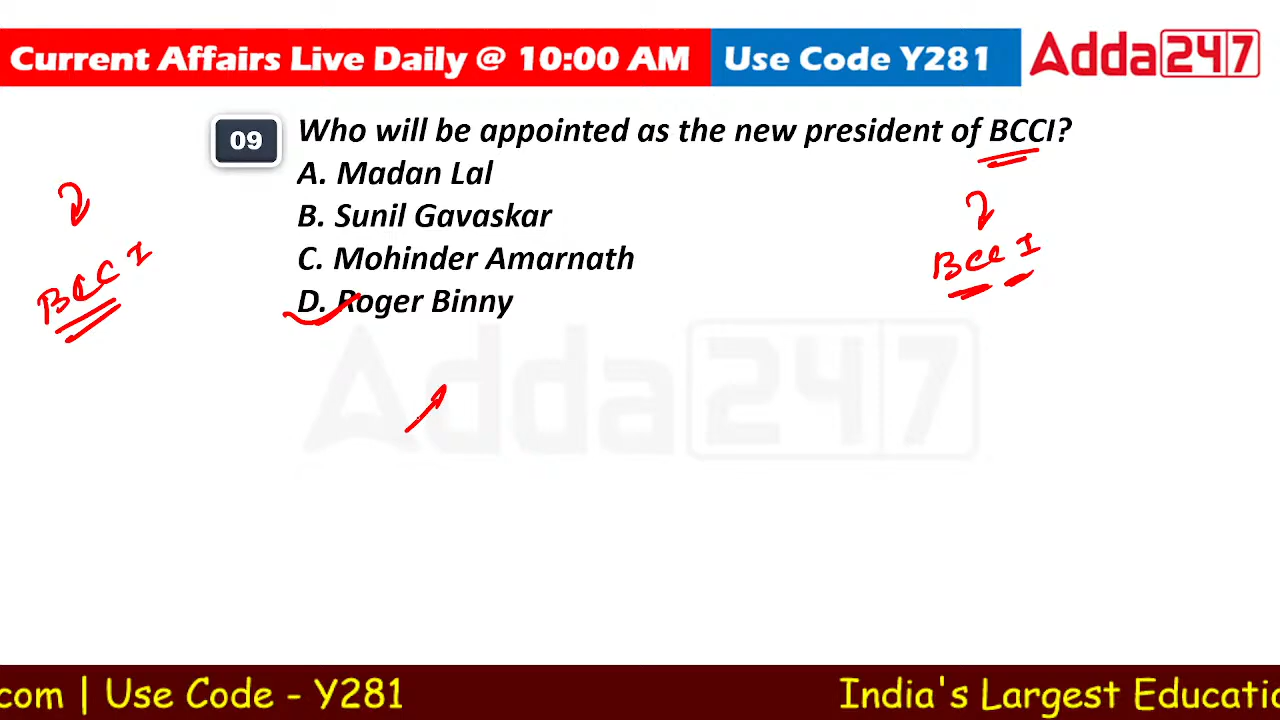 Current Affairs Live Daily @ 10:00 AM
Use Code Y281
Adda247
09
Who will be appointed as the new president of BCCI?
A. Madan Lal
B. Sunil Gavaskar
C. Mohinder Amarnath
D. Roger Binny
BCCI
BCCI
Adda247
.com | Use Code - Y281
India's Largest Educatio